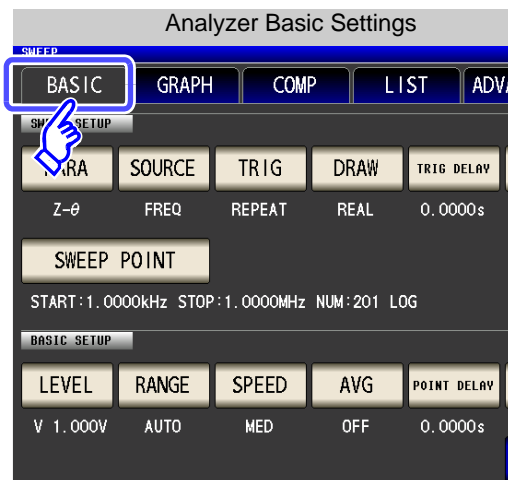 Analyzer Basic Settings
SWEEP
BASIC GRAPH COMP LIST ADV
SETUP
SOURCE TRIG DRAW TRIG DELAY
Z-θ FREQ REPEAT REAL 0.0000s
SWEEP POINT
START:1.0000kHz STOP:1.0000MHz NUM:201 LOG
BASIC SETUP
LEVEL RANGE SPEED AVG POINT DELAY
V 1.000V AUTO MED OFF 0.0000s